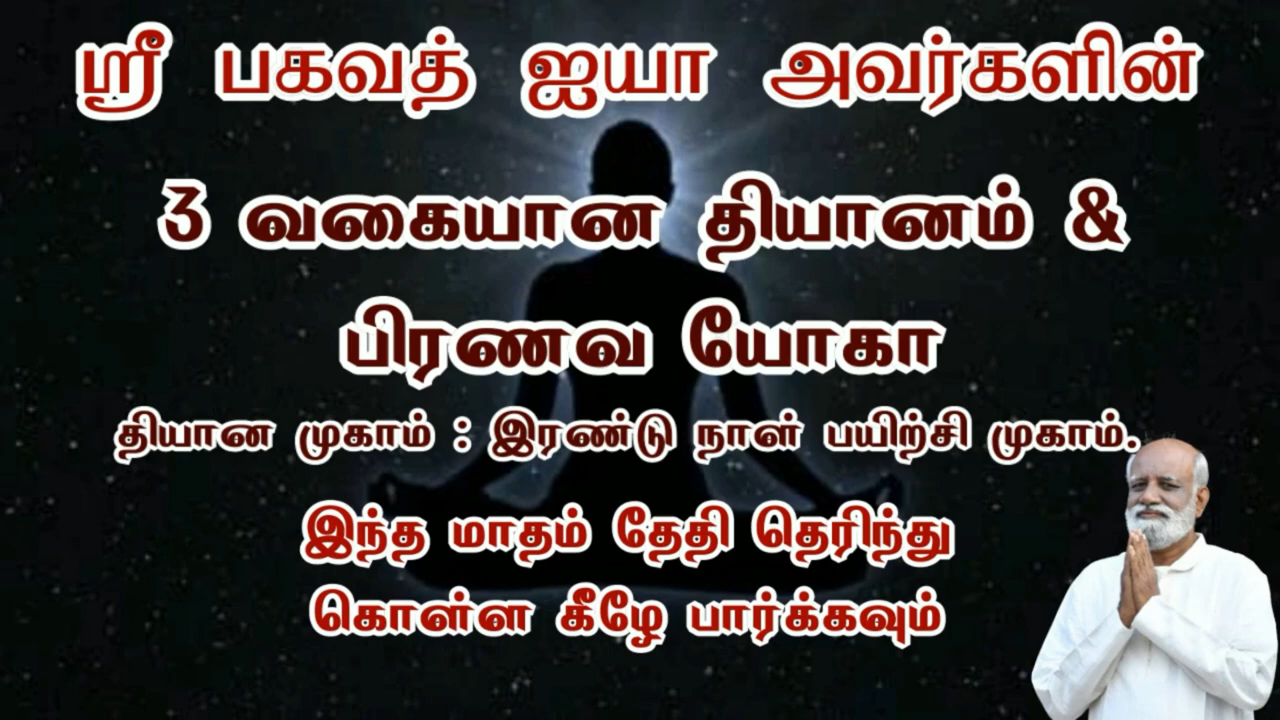 ஸ்ரீ பகவத் ஐயா அவர்களின்
3 வகையான தியானம் &
பிரணவ யோகா
தியான முகாம் : இரண்டு நாள் பயிற்சி முகாம்.
இந்த மாதம் தேதி தெரிந்து
கொள்ள கீழே பார்க்கவும்